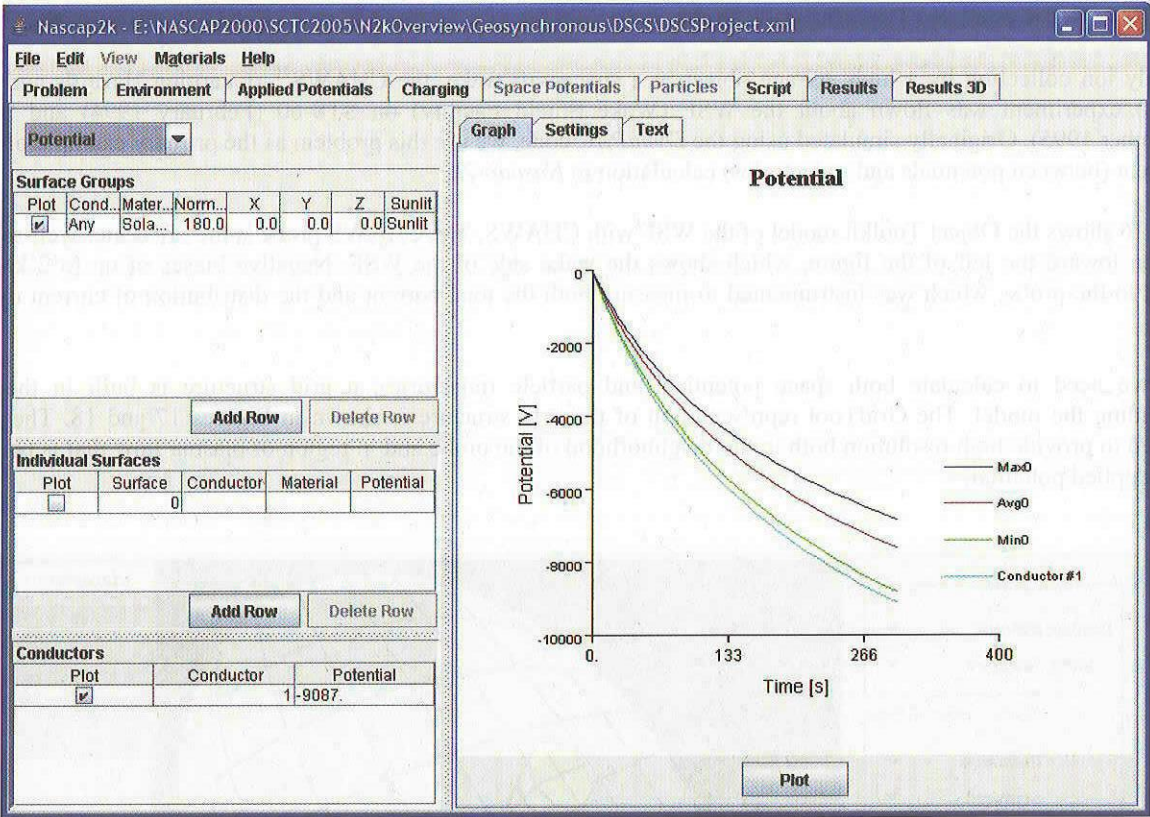 Nascap2k - E:\NASCAP2000\SCTC2005\N2kOverview\Geosynchronous\DSCS\DSCSProject.xml
File Edit View Materials Help
Problem Environment Applied Potentials Charging Space Potentials Particles Script Results Results 3D
Potential
Surface Groups
Plot Cond... Mater... Norm... X Y Z Sunlit
Any Sola... 180.0 0.0 0.0 0.0 Sunlit
Add Row Delete Row
Individual Surfaces
Plot Surface Conductor Material Potential
0
Add Row Delete Row
Conductors
Plot Conductor Potential
1 -9087.
Graph Settings Text
Potential
0
-2000
-4000
-6000
-8000
-10000
Potential [V]
0 133 266 400
Time [s]
Max0
Avg0
Min0
Conductor #1
Plot